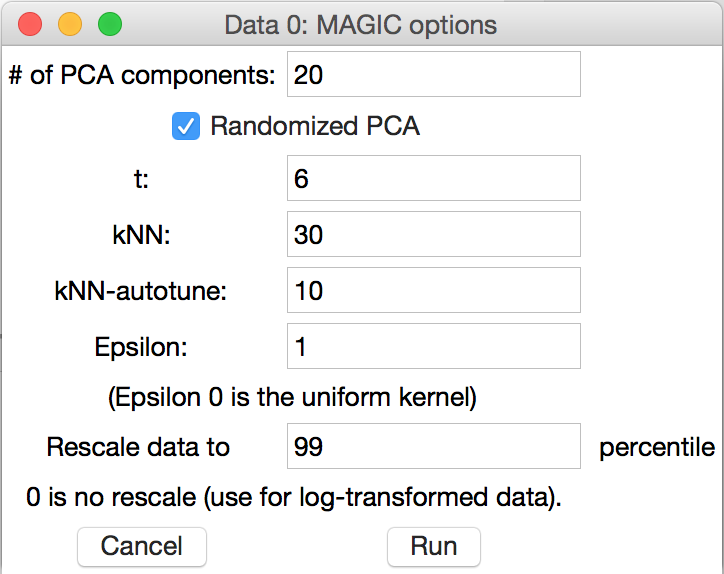 Data 0: MAGIC options
# of PCA components: 20
Randomized PCA
t: 6
kNN: 30
kNN-autotune: 10
Epsilon: 1
(Epsilon 0 is the uniform kernel)
Rescale data to 99 percentile
0 is no rescale (use for log-transformed data).
Cancel Run